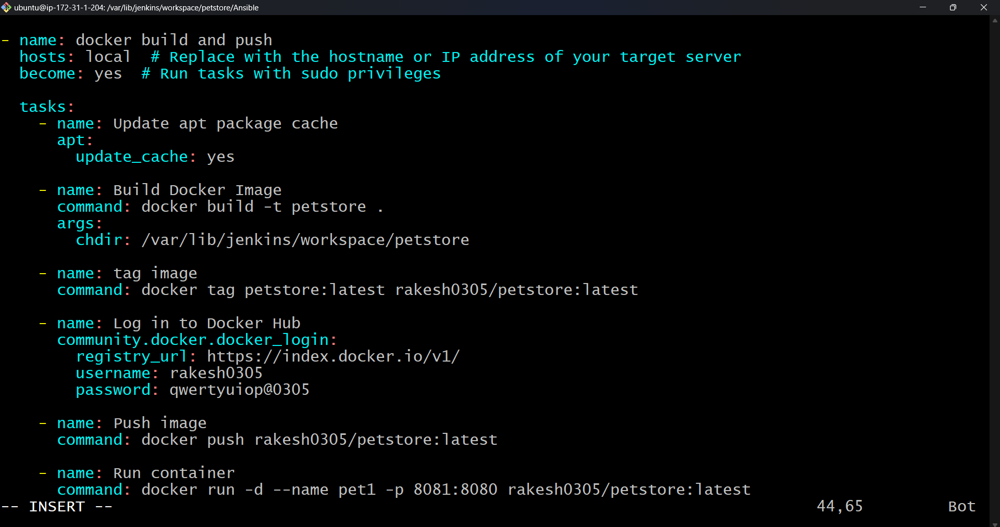 ubuntu@ip-172-31-1-204: /var/lib/jenkins/workspace/petstore/Ansible
- name: docker build and push
  hosts: local  # Replace with the hostname or IP address of your target server
  become: yes  # Run tasks with sudo privileges
  tasks:
    - name: Update apt package cache
      apt:
        update_cache: yes
    - name: Build Docker Image
      command: docker build -t petstore .
      args:
        chdir: /var/lib/jenkins/workspace/petstore
    - name: tag image
      command: docker tag petstore:latest rakesh0305/petstore:latest
    - name: Log in to Docker Hub
      community.docker.docker_login:
        registry_url: https://index.docker.io/v1/
        username: rakesh0305
        password: qwertyuiop@0305
    - name: Push image
      command: docker push rakesh0305/petstore:latest
    - name: Run container
      command: docker run -d --name pet1 -p 8081:8080 rakesh0305/petstore:latest
-- INSERT -- 44,65 Bot